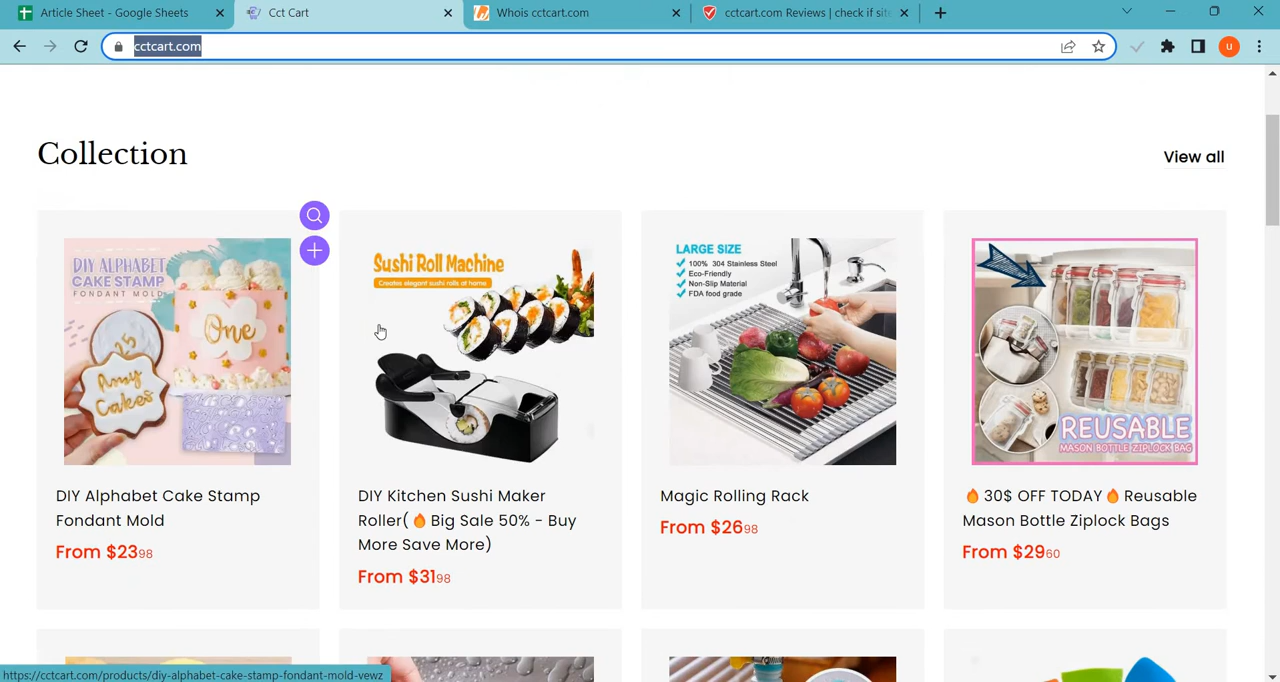 Article Sheet - Google Sheets
Cct Cart
Whois cctcart.com
cctcart.com Reviews | check if site
cctcart.com
u
Collection
View all
DIY ALPHABET
CAKE STAMP
FONDANT MOLD
One
Amy
Cakes
Sushi Roll Machine
Creates elegant sushi rolls at home
LARGE SIZE
100% 304 Stainless Steel
Eco-Friendly
Non-Slip Material
FDA food grade
REUSABLE
MASON BOTTLE ZIPLOCK BAG
DIY Alphabet Cake Stamp
Fondant Mold
From $2398
DIY Kitchen Sushi Maker
Roller(🔥Big Sale 50% - Buy
More Save More)
From $3198
Magic Rolling Rack
From $2698
🔥30$ OFF TODAY🔥Reusable
Mason Bottle Ziplock Bags
From $2960
https://cctcart.com/products/diy-alphabet-cake-stamp-fondant-mold-vewz